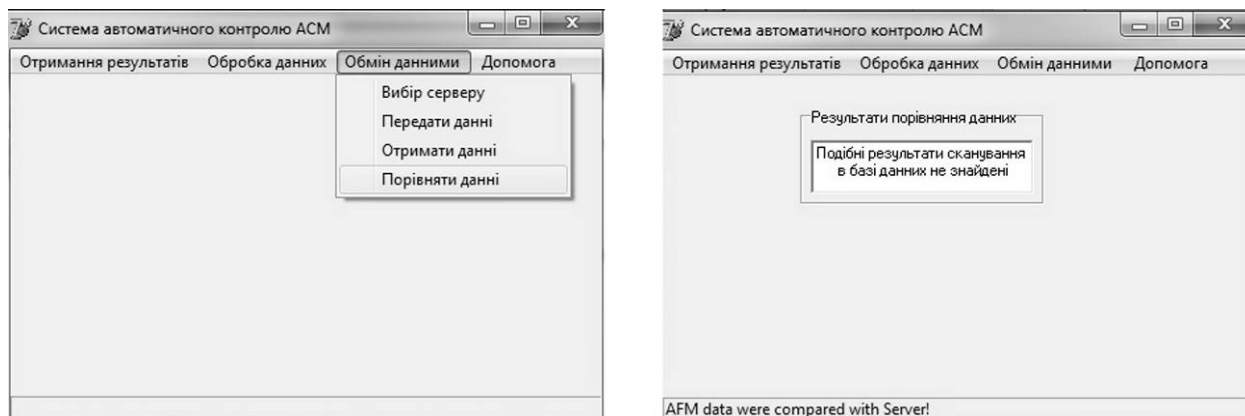 Система автоматичного контролю АСМ
Отримання результатів Обробка данних Обмін данними Допомога
Вибір серверу
Передати данні
Отримати данні
Порівняти данні
Система автоматичного контролю АСМ
Отримання результатів Обробка данних Обмін данними Допомога
Результати порівняння данних
Подібні результати сканування
в базі данних не знайдені
AFM data were compared with Server!